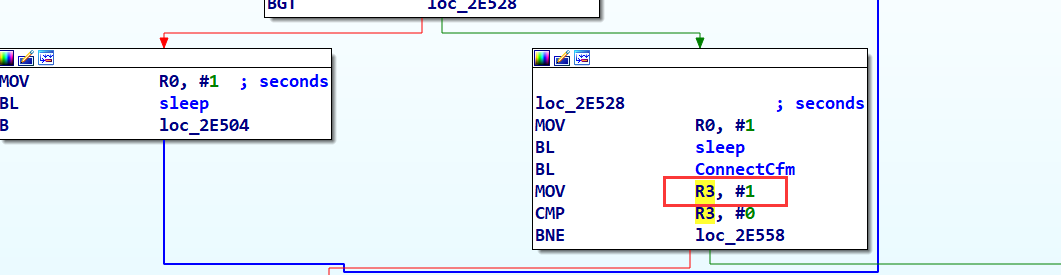 BGT loc_2E528
MOV R0, #1 ; seconds
BL sleep
B loc_2E504
loc_2E528 ; seconds
MOV R0, #1
BL sleep
BL ConnectCfm
MOV R3, #1
CMP R3, #0
BNE loc_2E558